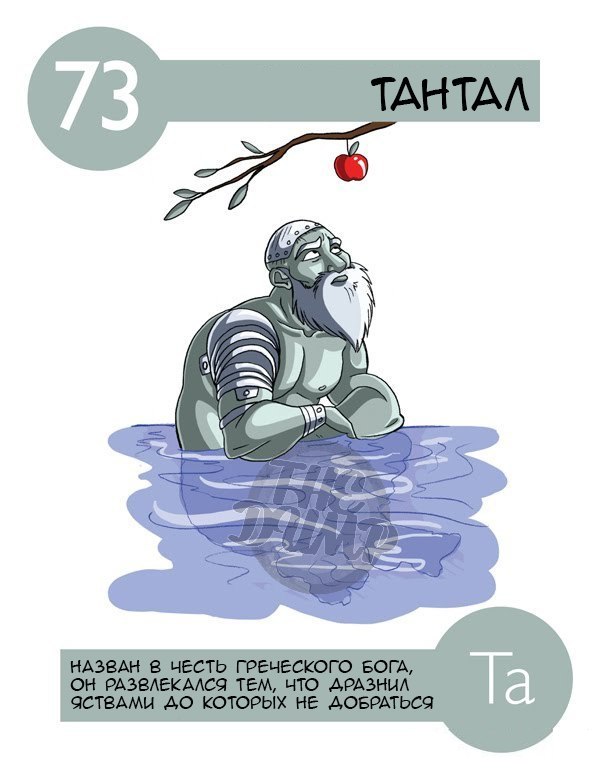 73
ТАНТАЛ
The
Dump
НАЗВАН В ЧЕСТЬ ГРЕЧЕСКОГО БОГА,
ОН РАЗВЛЕКАЛСЯ ТЕМ, ЧТО ДРАЗНИЛ
ЯСТВАМИ ДО КОТОРЫХ НЕ ДОБРАТЬСЯ
Ta